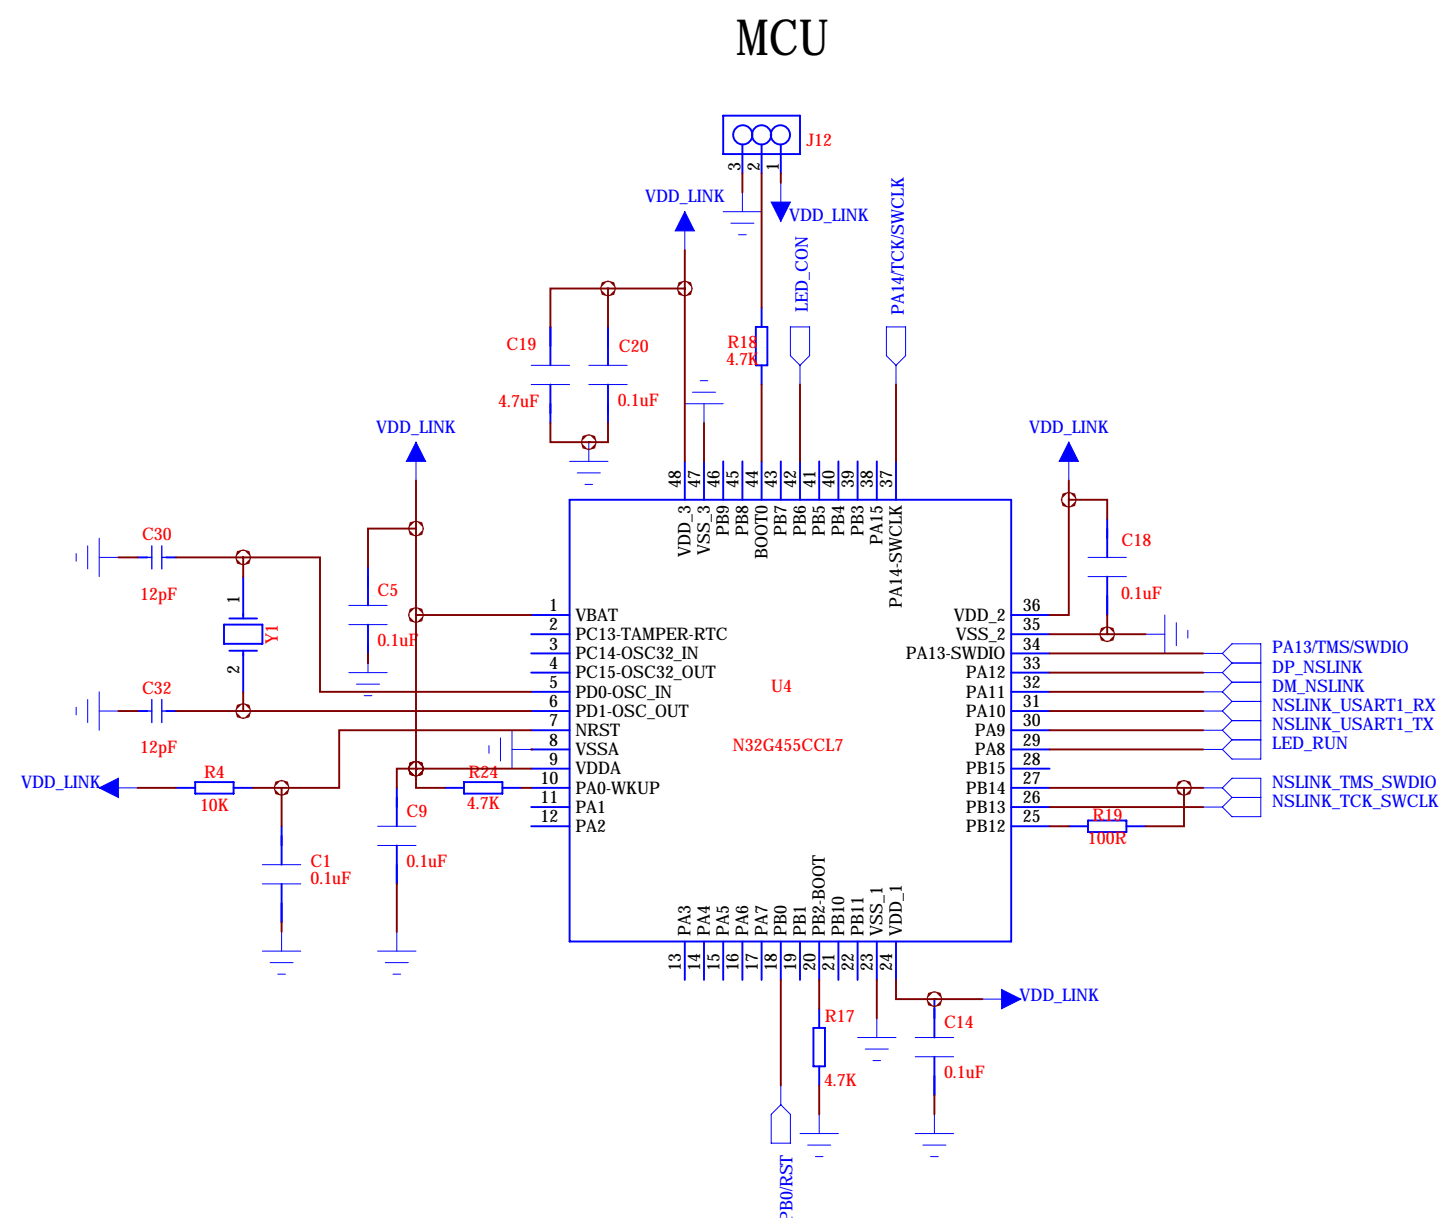 MCU
J12
3
2
1
VDD_LINK
VDD_LINK
LED_CON
PA14/TCK/SWCLK
C19
4.7uF
C20
0.1uF
R18
4.7K
VDD_LINK
VDD_LINK
48
47
46
45
44
43
42
41
40
39
38
37
VDD_3
VSS_3
PB9
PB8
BOOT0
PB7
PB6
PB5
PB4
PB3
PA15
PA14-SWCLK
C30
12pF
C5
0.1uF
C18
0.1uF
1
Y1
2
C32
12pF
1 VBAT
2 PC13-TAMPER-RTC
3 PC14-OSC32_IN
4 PC15-OSC32_OUT
5 PD0-OSC_IN
6 PD1-OSC_OUT
7 NRST
8 VSSA
9 VDDA
10 PA0-WKUP
11 PA1
12 PA2
U4
N32G455CCL7
VDD_2 36
VSS_2 35
PA13-SWDIO 34 PA13/TMS/SWDIO
PA12 33 DP_NSLINK
PA11 32 DM_NSLINK
PA10 31 NSLINK_USART1_RX
PA9 30 NSLINK_USART1_TX
PA8 29 LED_RUN
PB15 28
PB14 27 NSLINK_TMS_SWDIO
PB13 26 NSLINK_TCK_SWCLK
PB12 25
R19
100R
VDD_LINK
R4
10K
R24
4.7K
C9
0.1uF
C1
0.1uF
PA3
PA4
PA5
PA6
PA7
PB0
PB1
PB2-BOOT
PB10
PB11
VSS_1
VDD_1
13
14
15
16
17
18
19
20
21
22
23
24
VDD_LINK
R17
4.7K
C14
0.1uF
PB0/RST